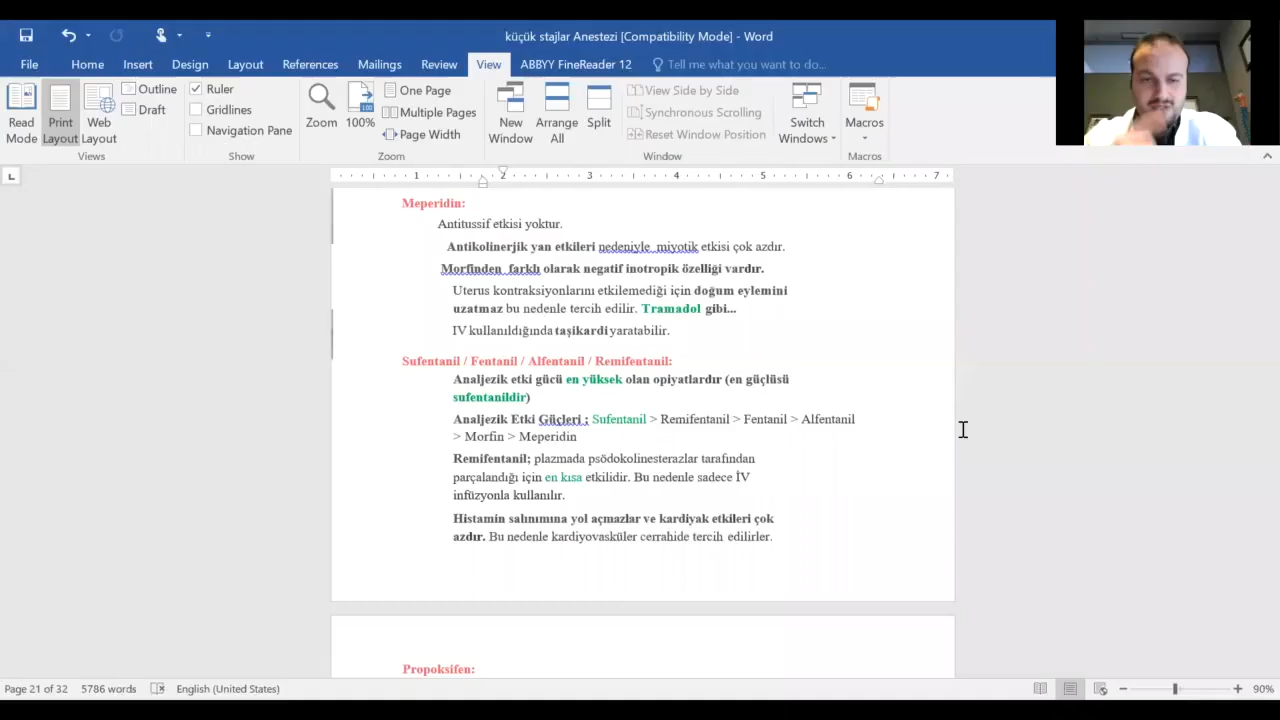 küçük stajlar Anestezi [Compatibility Mode] - Word
File Home Insert Design Layout References Mailings Review View ABBYY FineReader 12 Tell me what you want to do...
Read Mode
Print Layout
Web Layout
Outline
Draft
Views
Ruler
Gridlines
Navigation Pane
Show
Zoom
100%
One Page
Multiple Pages
Page Width
Zoom
New Window
Arrange All
Split
View Side by Side
Synchronous Scrolling
Reset Window Position
Window
Switch Windows
Macros
Macros
1 2 3 4 5 6 7
Meperidin:
Antitussif etkisi yoktur.
Antikolinerjik yan etkileri nedeniyle miyotik etkisi çok azdır.
Morfinden farklı olarak negatif inotropik özelliği vardır.
Uterus kontraksiyonlarını etkilemediği için doğum eylemini
uzatmaz bu nedenle tercih edilir. Tramadol gibi...
IV kullanıldığında taşikardi yaratabilir.
Sufentanil / Fentanil / Alfentanil / Remifentanil:
Analjezik etki gücü en yüksek olan opiyatlardır (en güçlüsü
sufentanildir)
Analjezik Etki Güçleri ; Sufentanil > Remifentanil > Fentanil > Alfentanil
> Morfin > Meperidin
Remifentanil; plazmada psödokolinesterazlar tarafından
parçalandığı için en kısa etkilidir. Bu nedenle sadece İV
infüzyonla kullanılır.
Histamin salınımına yol açmazlar ve kardiyak etkileri çok
azdır. Bu nedenle kardiyovasküler cerrahide tercih edilirler.
Propoksifen:
Page 21 of 32 5786 words English (United States) 90%